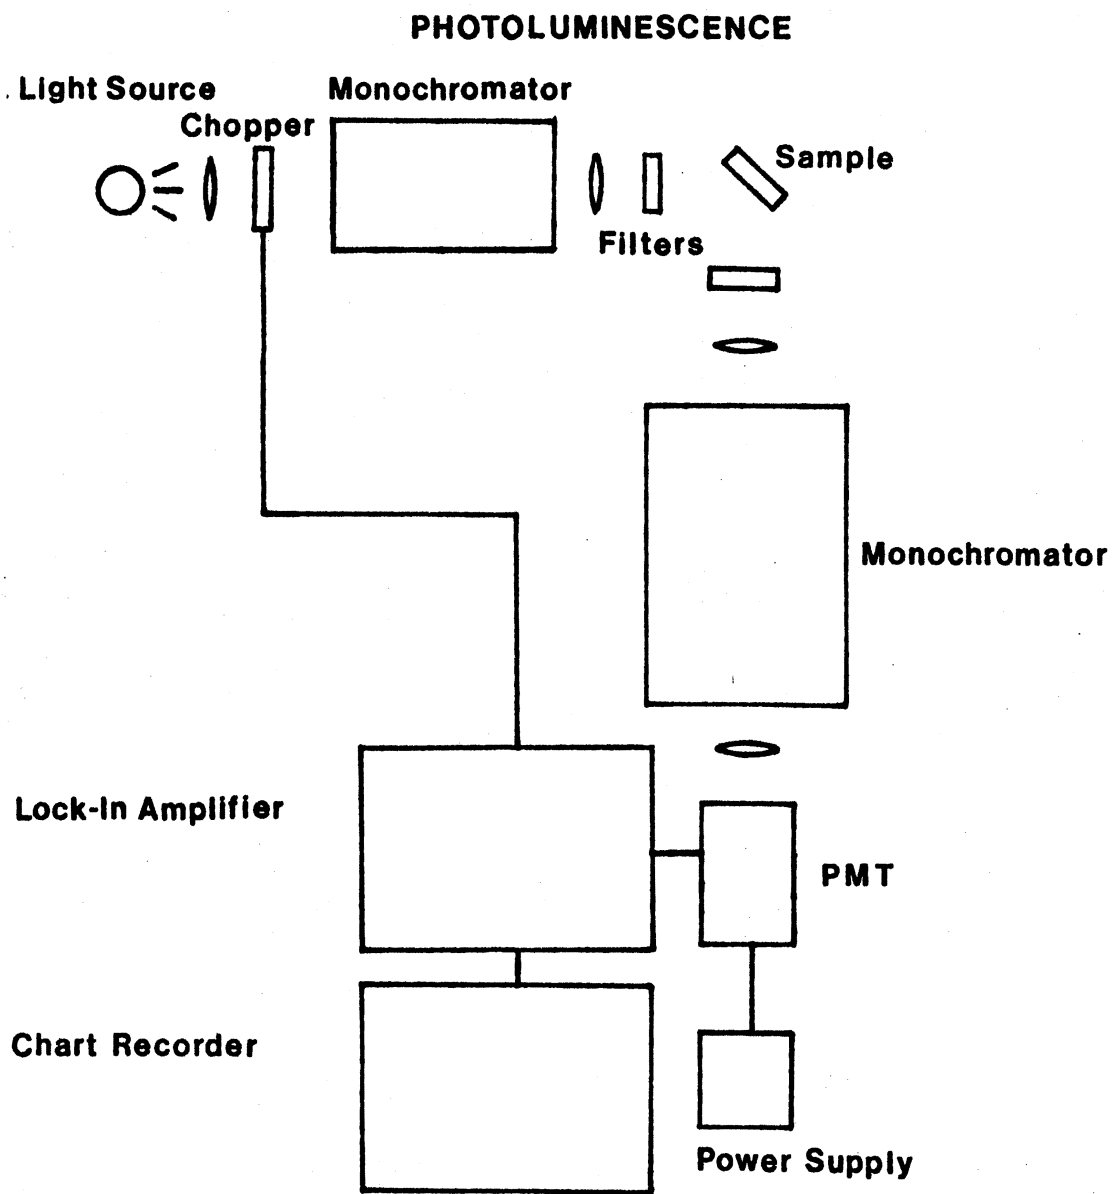 PHOTOLUMINESCENCE
Light Source
Monochromator
Chopper
Sample
Filters
Monochromator
Lock-In Amplifier
PMT
Chart Recorder
Power Supply